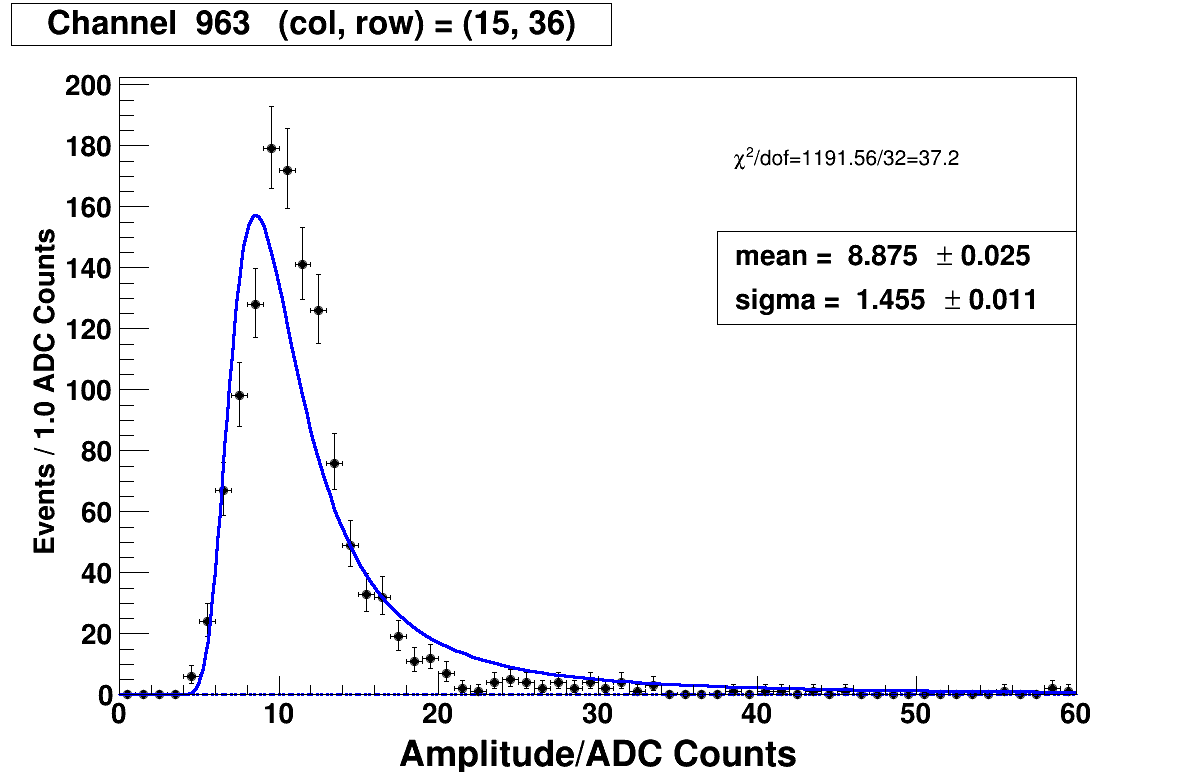 Channel 963 (col, row) = (15, 36)
200
180
160
140
120
100
80
60
40
20
0
Events / 1.0 ADC Counts
χ²/dof=1191.56/32=37.2
mean = 8.875 ± 0.025
sigma = 1.455 ± 0.011
0 10 20 30 40 50 60
Amplitude/ADC Counts